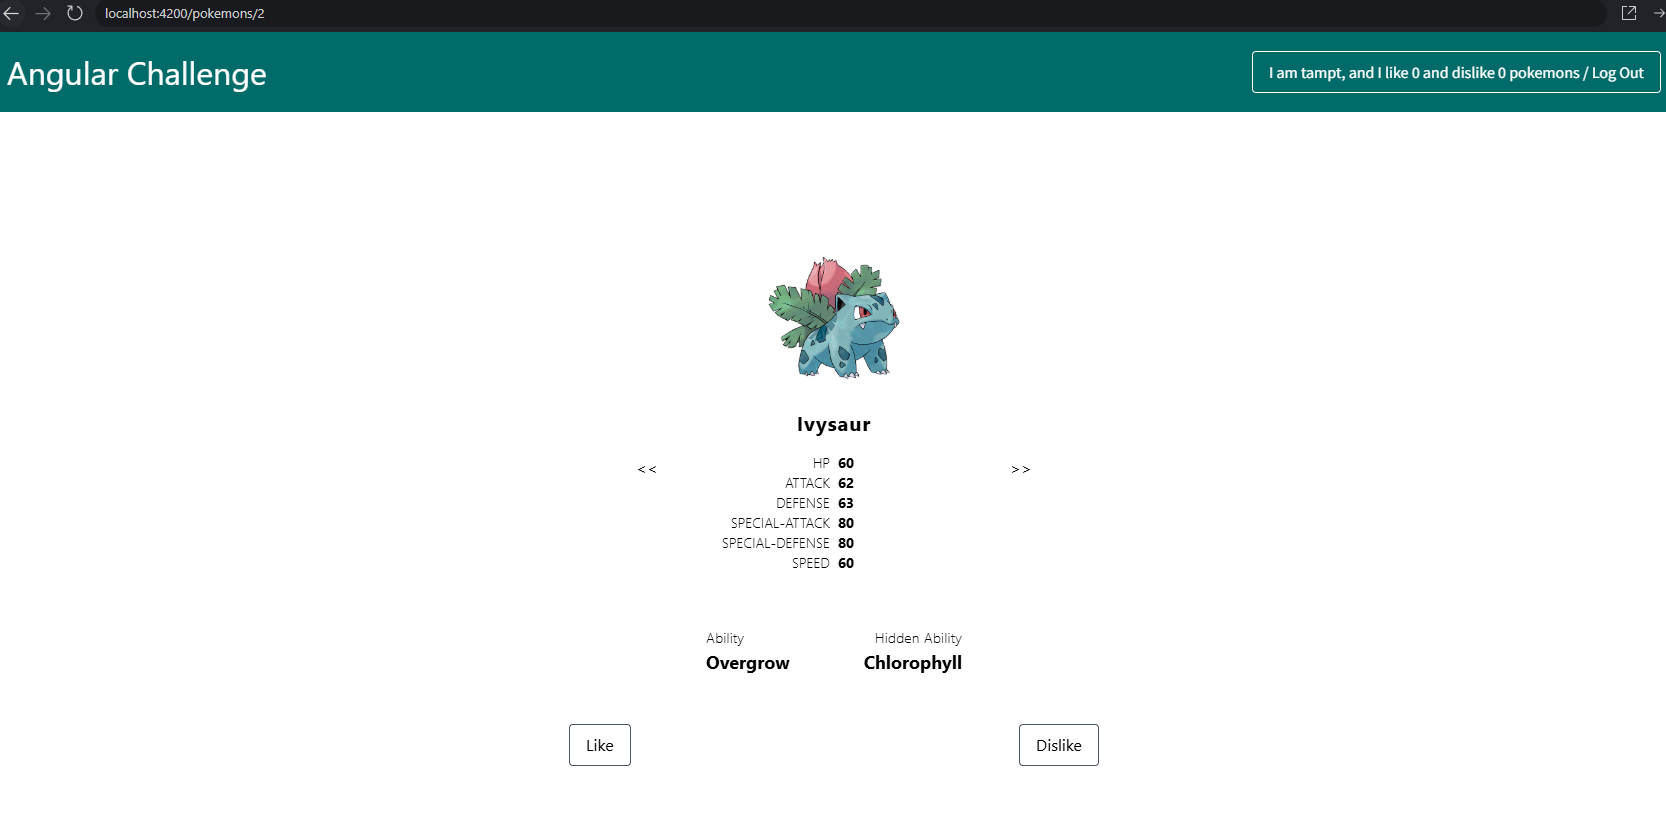 localhost:4200/pokemons/2
Angular Challenge
I am tampt, and I like 0 and dislike 0 pokemons / Log Out
Ivysaur
<< >>
HP 60
ATTACK 62
DEFENSE 63
SPECIAL-ATTACK 80
SPECIAL-DEFENSE 80
SPEED 60
Ability Hidden Ability
Overgrow Chlorophyll
Like Dislike